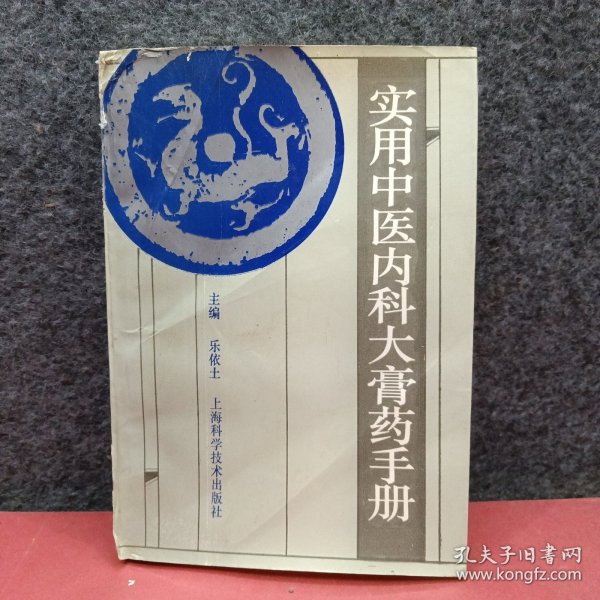 实用中医内科大膏药手册
主编 乐依士 上海科学技术出版社
孔夫子旧书网
www.kongfz.com